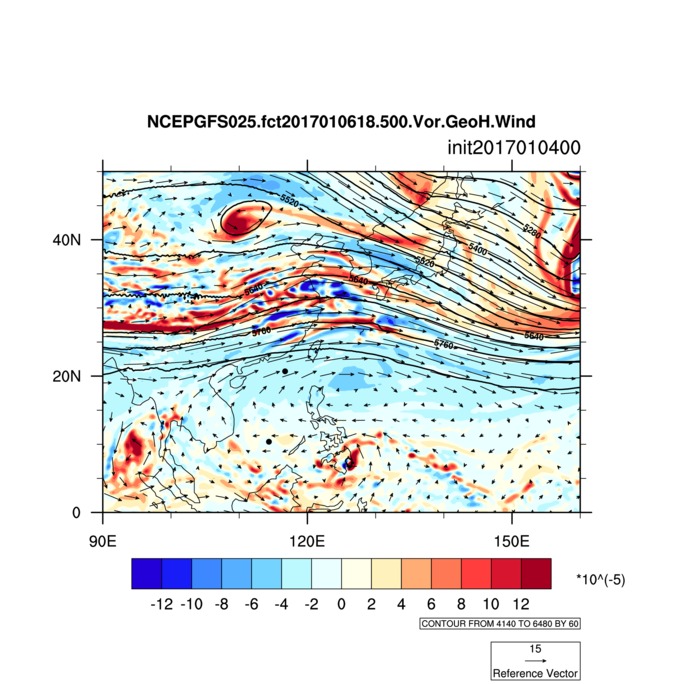 NCEPGFS025.fct2017010618.500.Vor.GeoH.Wind
init2017010400
5520
5280
40N
5400
5520
5640
5640
5760
5760
5640
20N
0
90E 120E 150E
-12 -10 -8 -6 -4 -2 0 2 4 6 8 10 12
*10^(-5)
CONTOUR FROM 4140 TO 6480 BY 60
15
Reference Vector